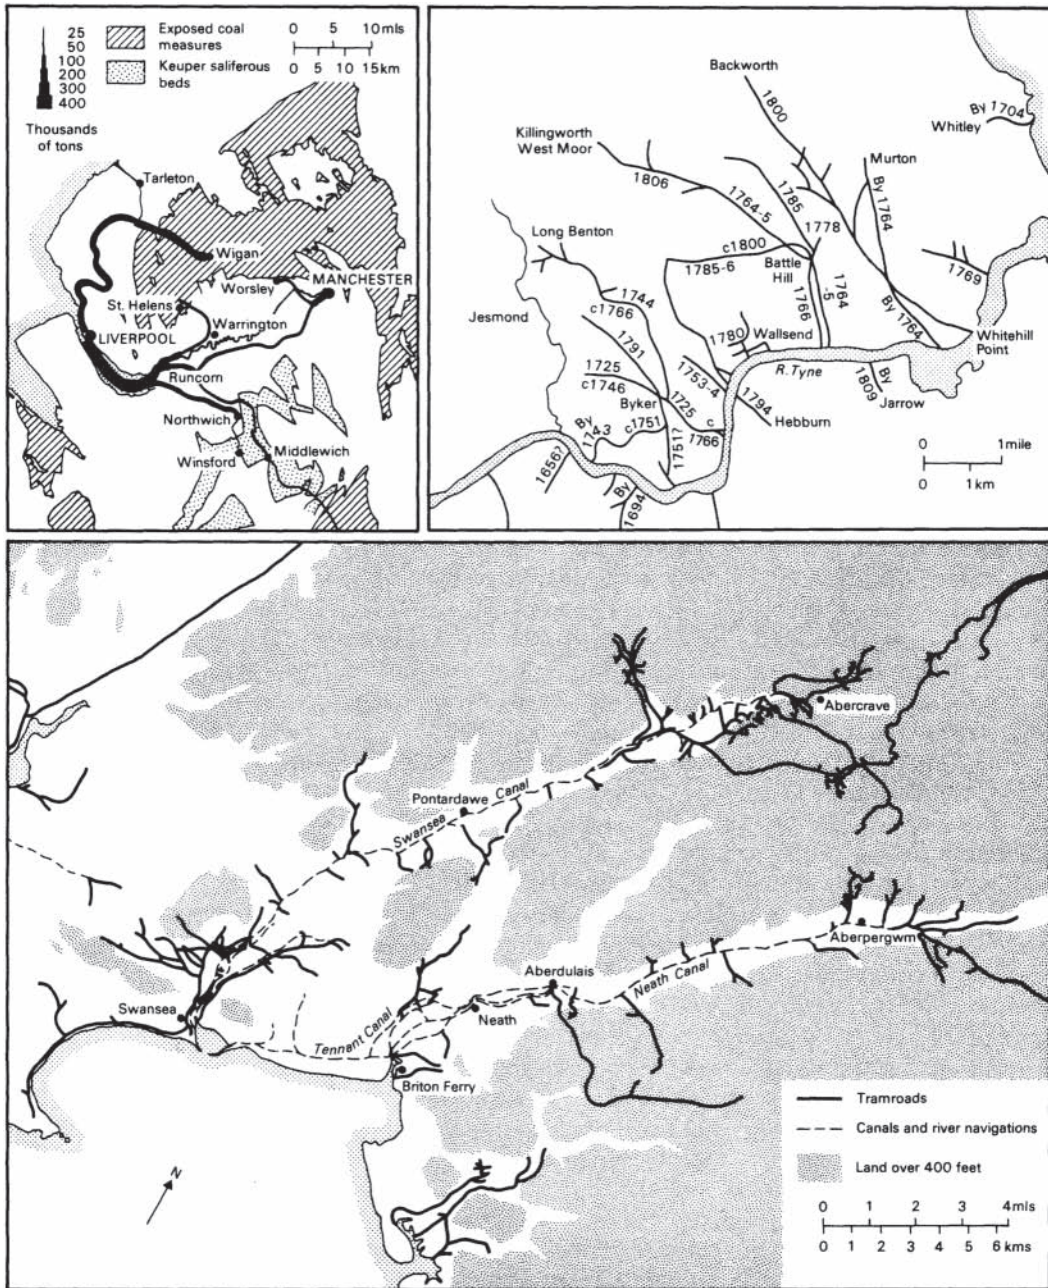 25
50
100
200
300
400
Thousands
of tons
Exposed coal
measures
Keuper saliferous
beds
0 5 10 mls
0 5 10 15 km
Tarleton
Wigan
Worsley
MANCHESTER
St. Helens
Warrington
LIVERPOOL
Runcorn
Northwich
Winsford
Middlewich
Backworth
1800
By 1704
Whitley
Killingworth
West Moor
1806
Murton
By 1764
1764-5
1785
1778
Long Benton
c1800
1785-6
Battle
Hill
1769
1744
c1766
1766
1764
-5
By 1764
Whitehill
Point
Jesmond
1791
1780
Wallsend
R. Tyne
1725
c1746
1753-4
By
1809
Jarrow
Byker
1725
c
1766
1794
Hebburn
By
1743
c1751
1751?
1656?
By
1694
0 1 mile
0 1 km
Abercrave
Pontardawe
Swansea Canal
Aberpergwm
Aberdulais
Neath Canal
Swansea
Neath
Tennant Canal
Briton Ferry
N
Tramroads
Canals and river navigations
Land over 400 feet
0 1 2 3 4 mls
0 1 2 3 4 5 6 kms